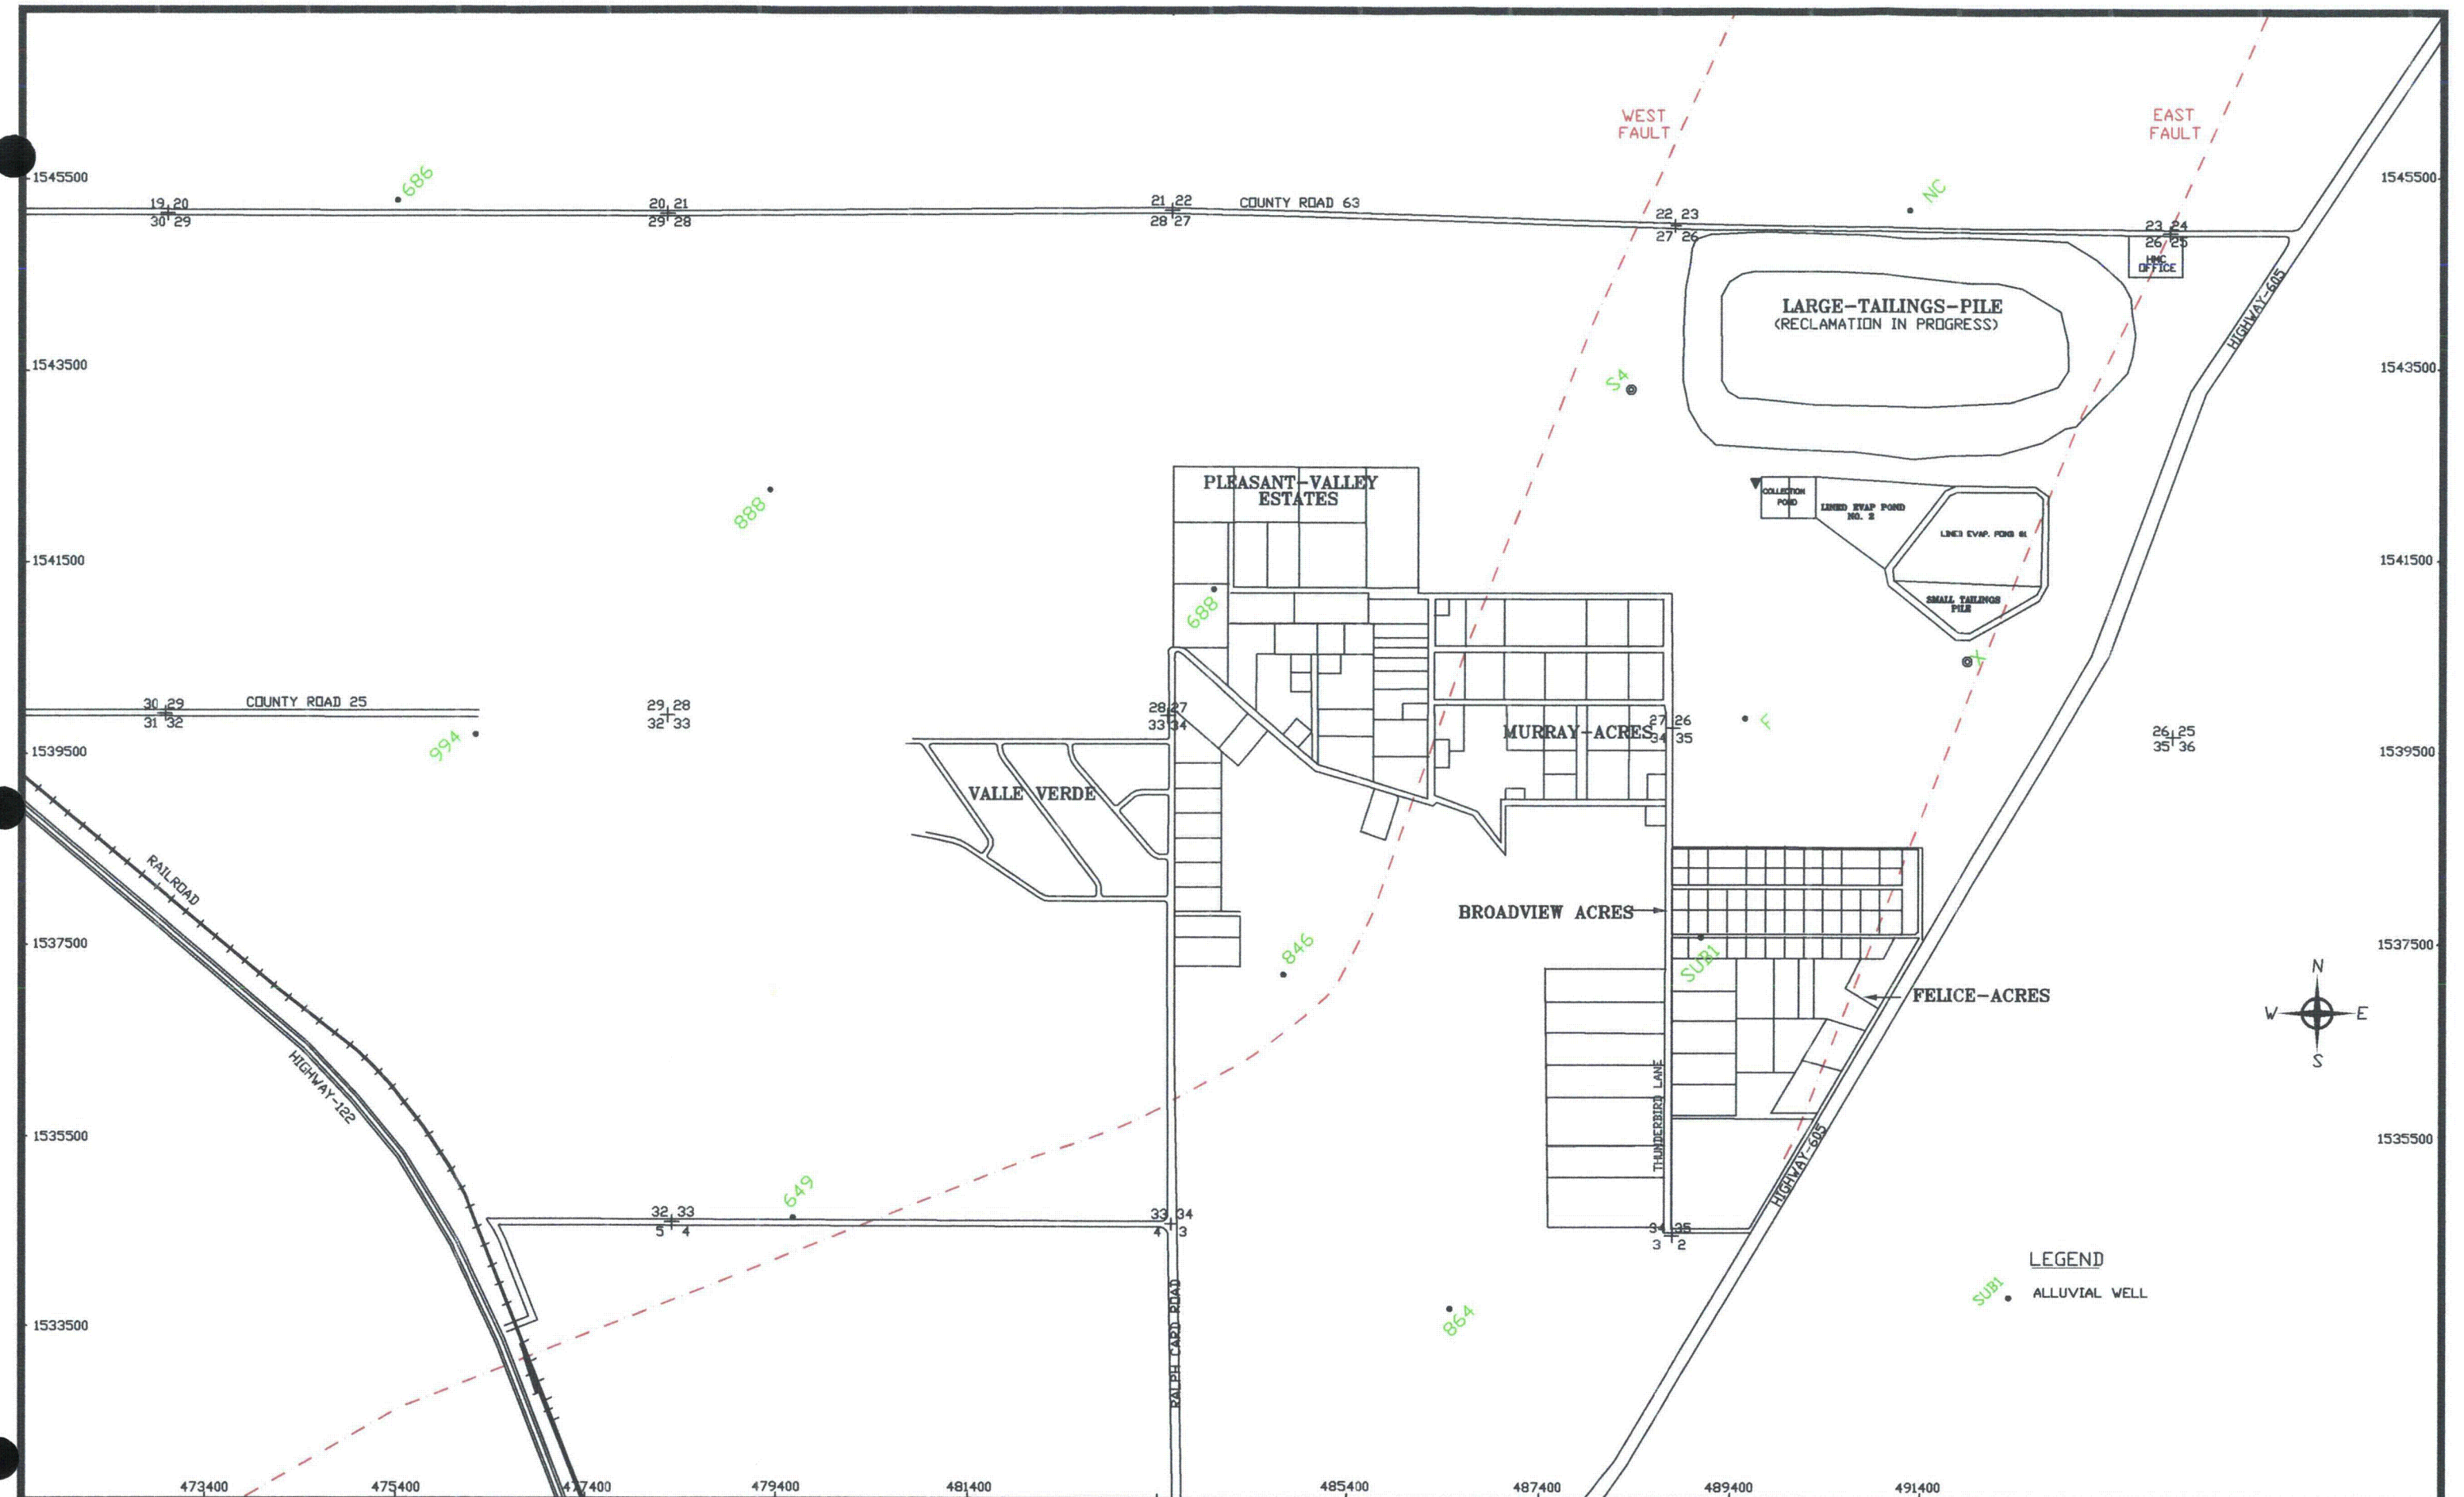 WEST
FAULT
EAST
FAULT
686
NC
1545500
1545500
19 20
30 29
20 21
29 28
21 22
28 27
COUNTY ROAD 63
22 23
27 26
23 24
26 25
HMC
OFFICE
HIGHWAY-605
LARGE-TAILINGS-PILE
(RECLAMATION IN PROGRESS)
1543500
1543500
S4
888
PLEASANT-VALLEY
ESTATES
COLLECTION
POND
LINED EVAP POND
NO. 2
LINED EVAP. POND #1
SMALL TAILINGS
PILE
1541500
1541500
688
X
30 29
31 32
COUNTY ROAD 25
29 28
32 33
28 27
33 34
27 26
34 35
26 25
35 36
994
F
MURRAY-ACRES
1539500
1539500
VALLE VERDE
RAILROAD
BROADVIEW ACRES
846
SUB1
1537500
1537500
FELICE-ACRES
N
W
E
S
HIGHWAY-122
THUNDERBIRD LANE
1535500
1535500
HIGHWAY-605
649
32 33
5 4
33 34
4 3
34 35
3 2
LEGEND
SUB1
ALLUVIAL WELL
864
RALPH CARD ROAD
1533500
473400
475400
477400
479400
481400
485400
487400
489400
491400